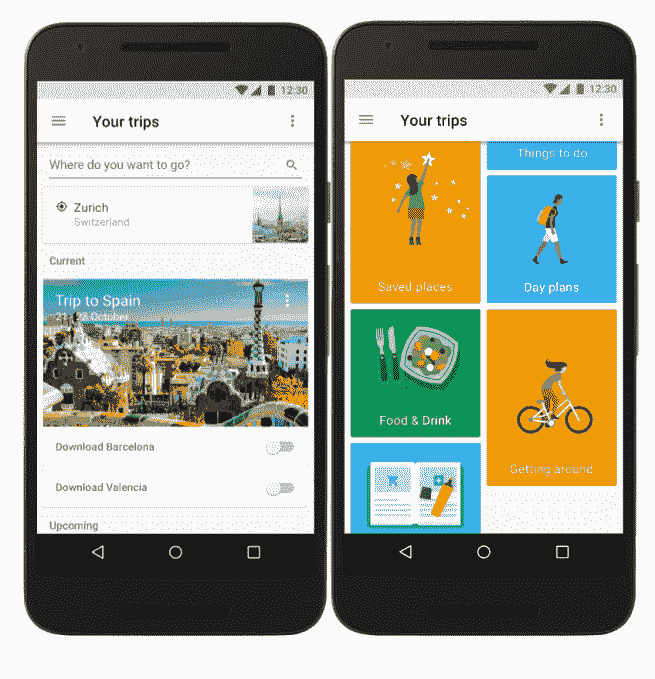 12:30
Your trips
Where do you want to go?
Zurich
Switzerland
Current
Trip to Spain
21 - 28 October
Download Barcelona
Download Valencia
Upcoming
12:30
Your trips
Things to do
Saved places
Day plans
Food & Drink
Getting around